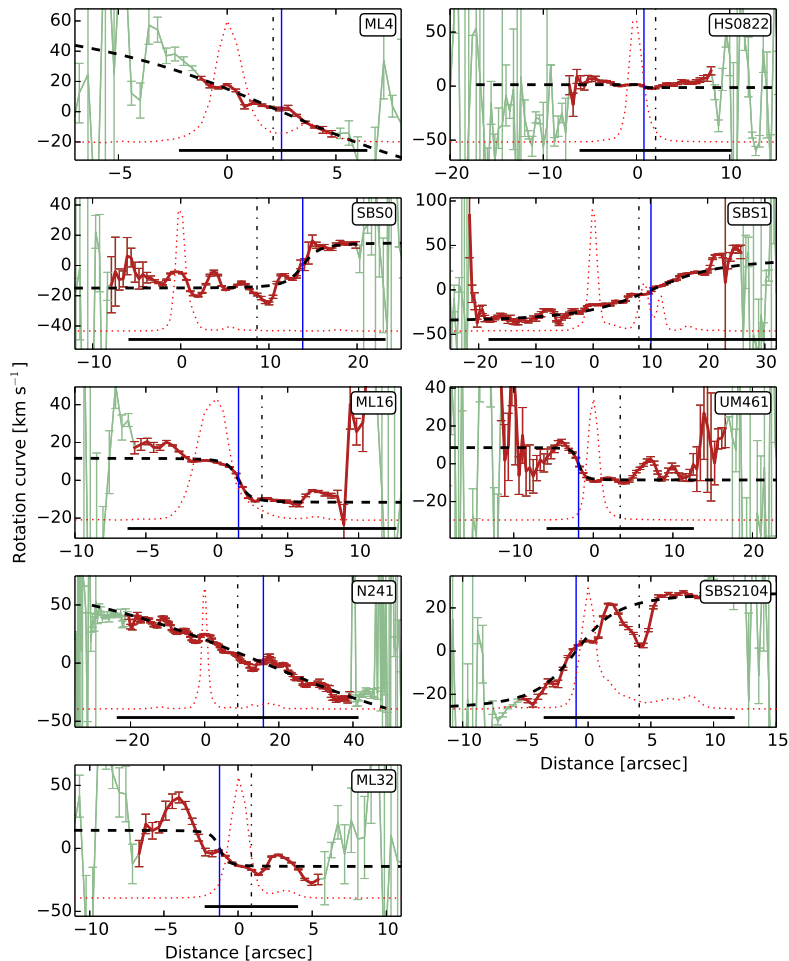 ML4
60
40
20
0
−20
−5 0 5
HS0822
50
0
−50
−20 −10 0 10
SBS0
40
20
0
−20
−40
−10 0 10 20
SBS1
100
50
0
−50
−20 −10 0 10 20 30
Rotation curve [km s⁻¹]
ML16
40
20
0
−20
−10 −5 0 5 10
UM461
40
20
0
−20
−10 0 10 20
N241
50
0
−50
−20 0 20 40
SBS2104
20
0
−20
−10 −5 0 5 10 15
Distance [arcsec]
ML32
50
0
−50
−10 −5 0 5 10
Distance [arcsec]